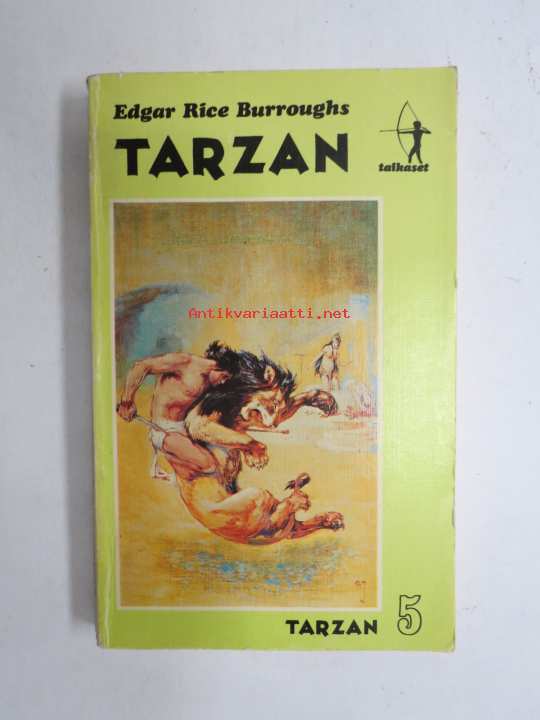 Edgar Rice Burroughs
TARZAN
taikaset
Antikvariaatti.net
TARZAN 5